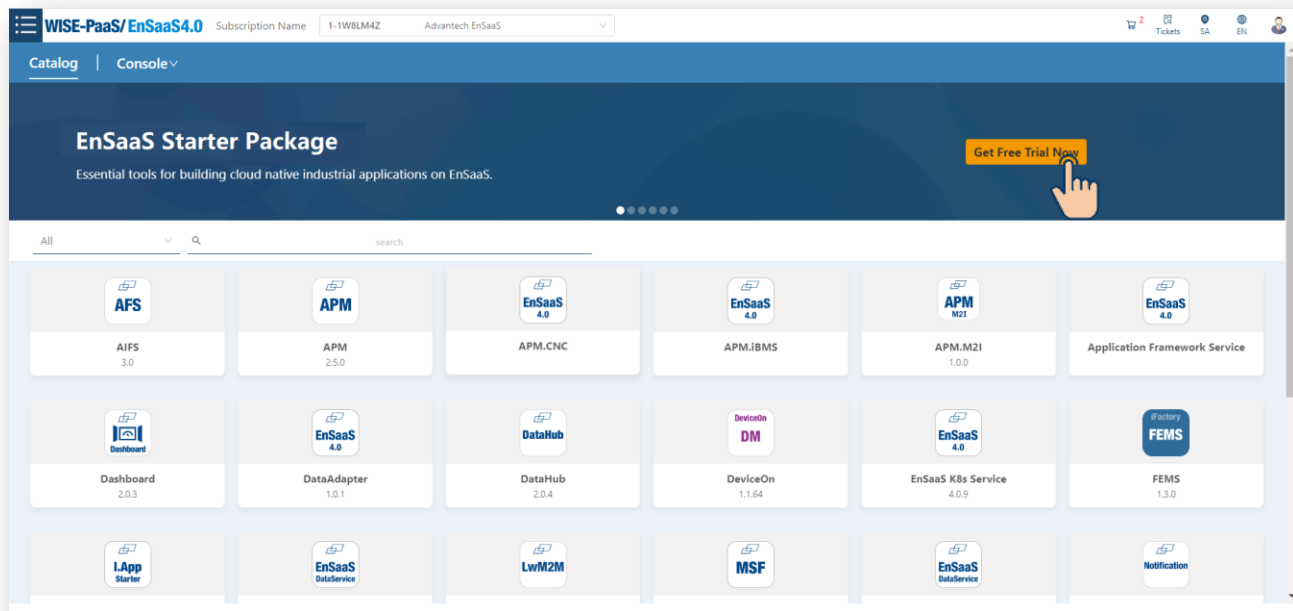 WISE-PaaS/EnSaaS4.0 Subscription Name 1-1W8LM4Z Advantech EnSaaS 2 Tickets SA EN
Catalog Console
EnSaaS Starter Package
Get Free Trial Now
Essential tools for building cloud native industrial applications on EnSaaS.
All search
AFS APM EnSaaS 4.0 EnSaaS 4.0 APM M2I EnSaaS 4.0
AIFS APM APM.CNC APM.iBMS APM.M2I Application Framework Service
3.0 2.5.0 1.0.0
Dashboard EnSaaS 4.0 DataHub DeviceOn DM EnSaaS 4.0 iFactory FEMS
Dashboard DataAdapter DataHub DeviceOn EnSaaS K8s Service FEMS
2.0.3 1.0.1 2.0.4 1.1.64 4.0.9 1.3.0
I.App Starter EnSaaS DataService LwM2M MSF EnSaaS DataService Notification